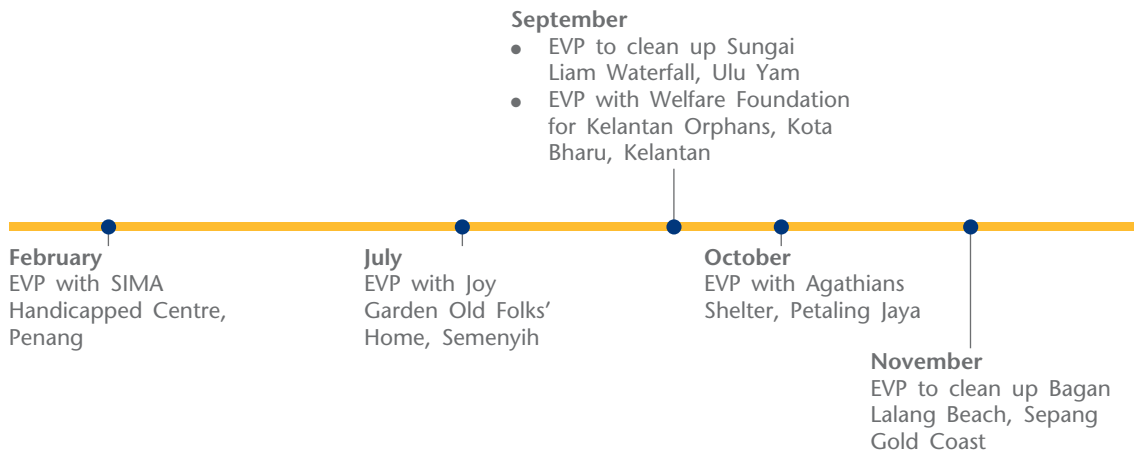 September
● EVP to clean up Sungai
Liam Waterfall, Ulu Yam
● EVP with Welfare Foundation
for Kelantan Orphans, Kota
Bharu, Kelantan
February
EVP with SIMA
Handicapped Centre,
Penang
July
EVP with Joy
Garden Old Folks’
Home, Semenyih
October
EVP with Agathians
Shelter, Petaling Jaya
November
EVP to clean up Bagan
Lalang Beach, Sepang
Gold Coast